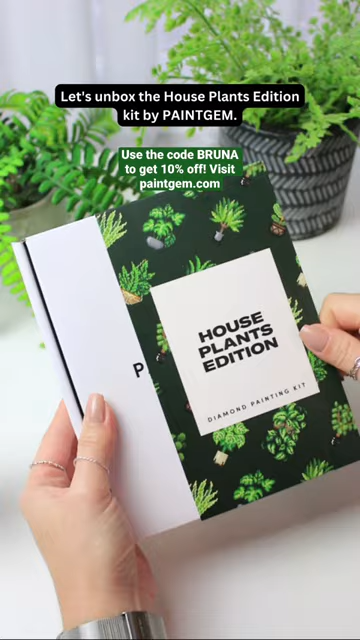 Let's unbox the House Plants Edition
kit by PAINTGEM.
Use the code BRUNA
to get 10% off! Visit
paintgem.com
P
HOUSE
PLANTS
EDITION
DIAMOND PAINTING KIT